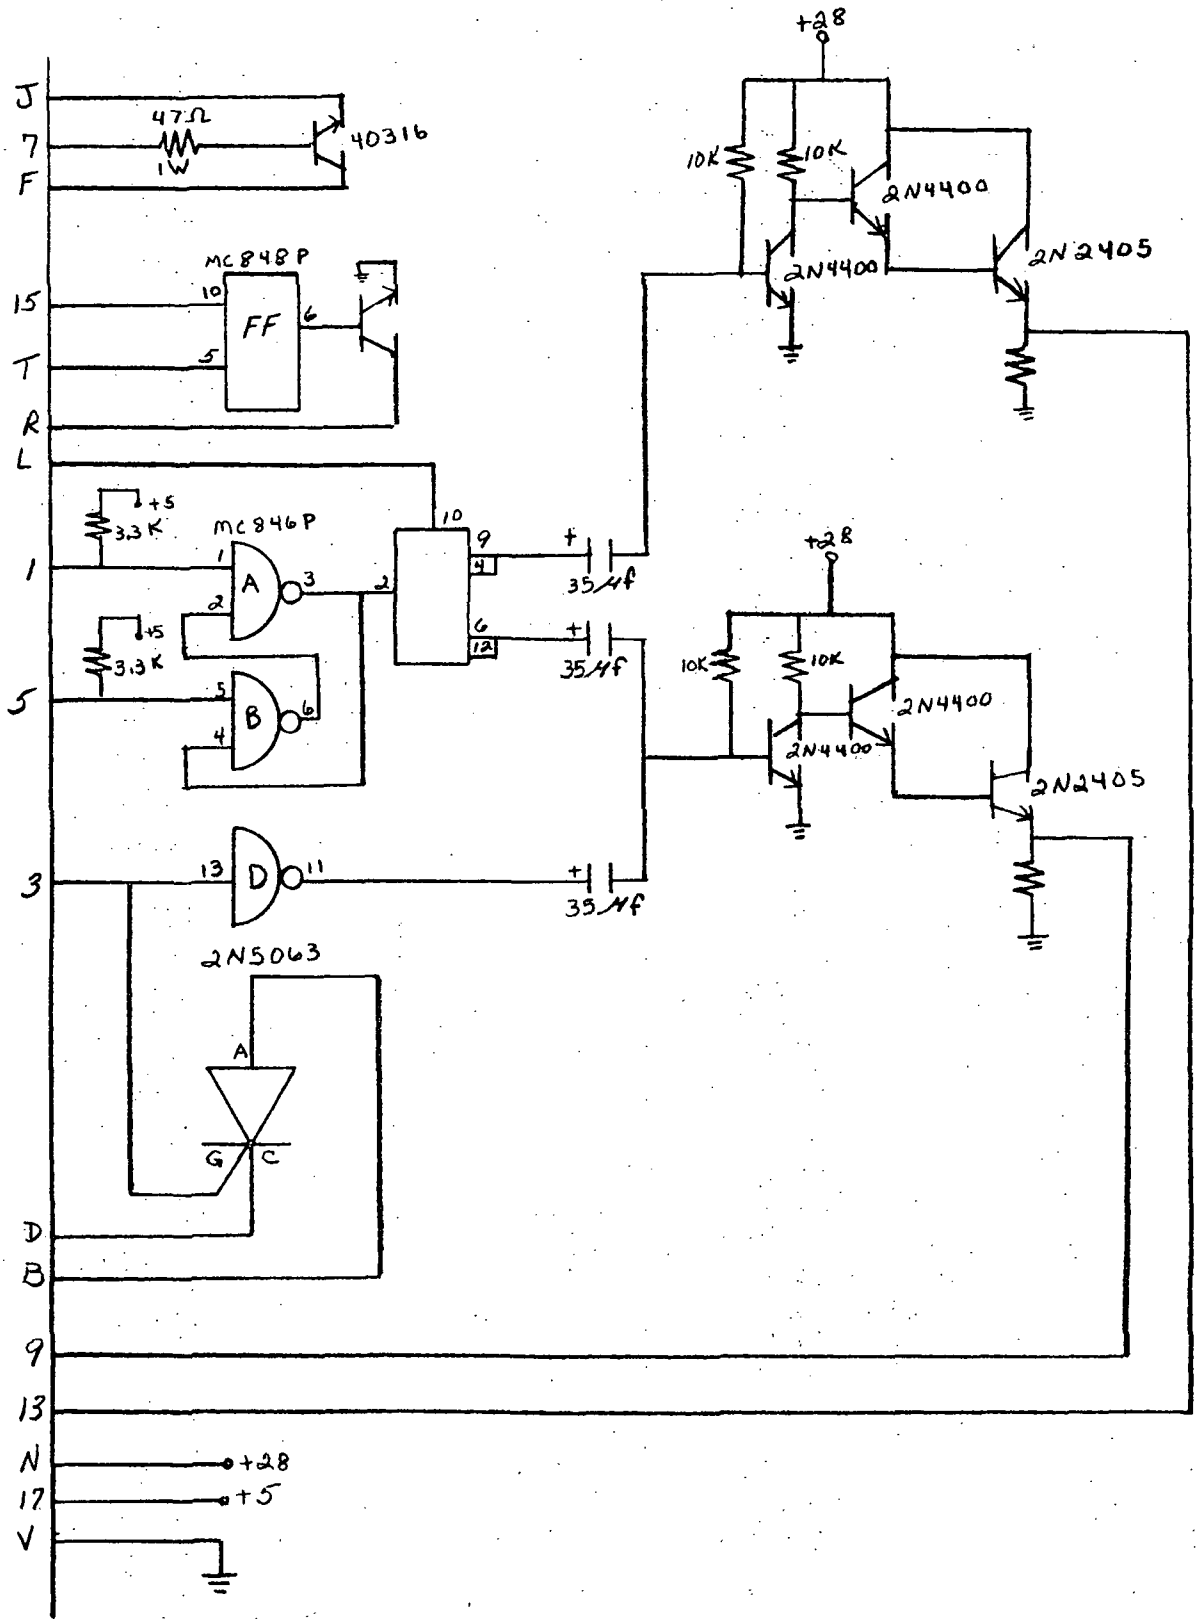 +28
J
47Ω
7
1W
40316
F
10K
10K
2N4400
2N4400
2N2405
MC848P
15
10
FF
6
T
5
R
L
+5
3.3K
MC846P
10
1
1
A
3
2
2
9
4
+
35μf
6
12
+
35μf
+28
+5
3.3K
5
5
B
6
4
10K
10K
2N4400
2N4400
2N2405
3
13
D
11
+
35μf
2N5063
A
G
C
D
B
9
13
N
+28
17
+5
V